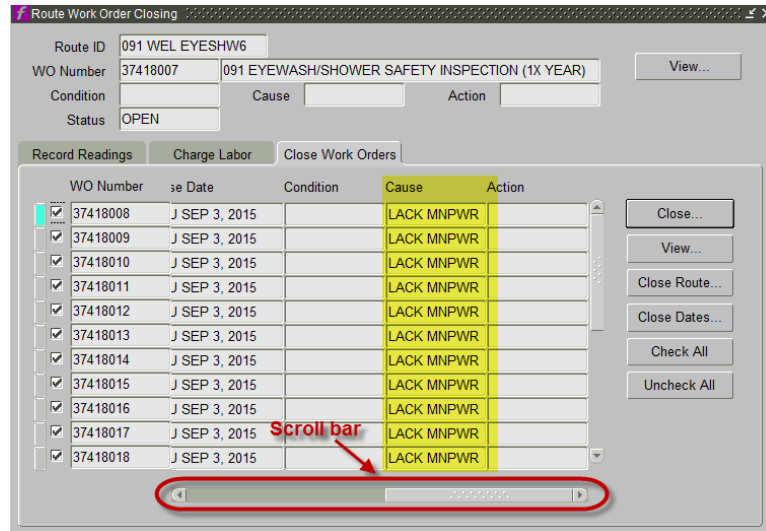 Route Work Order Closing
Route ID 091 WEL EYESHW6
WO Number 37418007 091 EYEWASH/SHOWER SAFETY INSPECTION (1X YEAR) View...
Condition Cause Action
Status OPEN
Record Readings Charge Labor Close Work Orders
WO Number se Date Condition Cause Action
37418008 J SEP 3, 2015 LACK MNPWR Close...
37418009 J SEP 3, 2015 LACK MNPWR
View...
37418010 J SEP 3, 2015 LACK MNPWR
37418011 J SEP 3, 2015 LACK MNPWR Close Route...
37418012 J SEP 3, 2015 LACK MNPWR Close Dates...
37418013 J SEP 3, 2015 LACK MNPWR
37418014 J SEP 3, 2015 LACK MNPWR Check All
37418015 J SEP 3, 2015 LACK MNPWR Uncheck All
37418016 J SEP 3, 2015 LACK MNPWR
37418017 J SEP 3, 2015 LACK MNPWR
Scroll bar
37418018 J SEP 3, 2015 LACK MNPWR